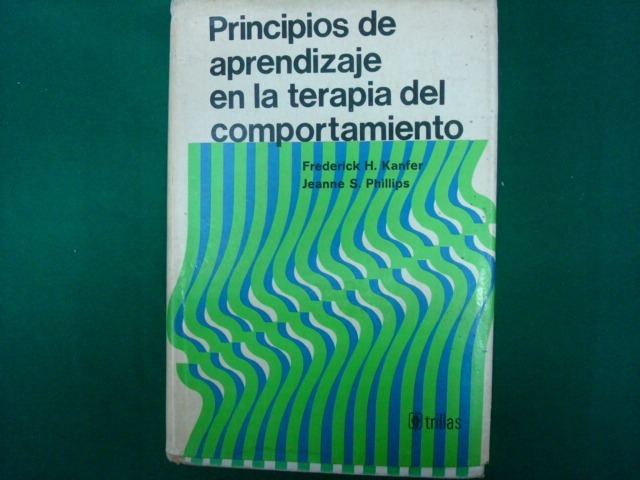 Principios de
aprendizaje
en la terapia del
comportamiento
Frederick H. Kanfer
Jeanne S. Phillips
trillas